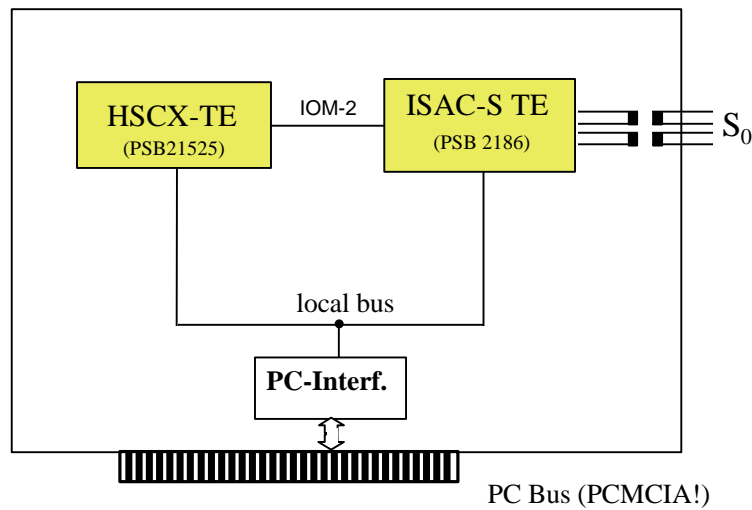 HSCX-TE
(PSB21525)
IOM-2
ISAC-S TE
(PSB 2186)
S0
local bus
PC-Interf.
PC Bus (PCMCIA!)